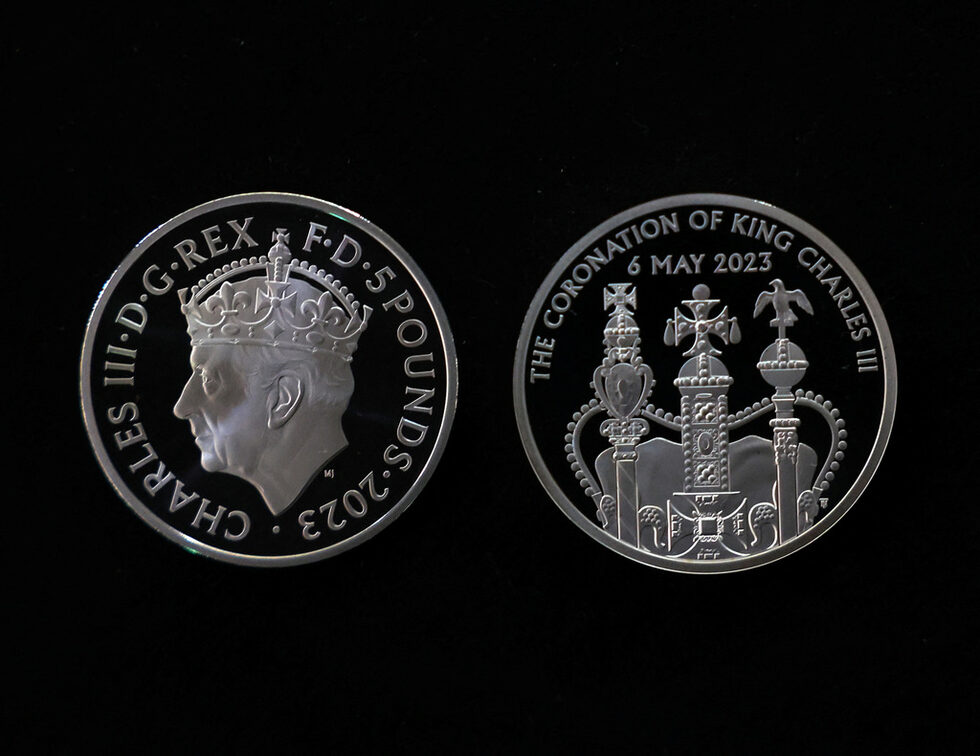 CHARLES III·D·G·REX F·D·5 POUNDS·2023·
MJ
THE CORONATION OF KING CHARLES III
6 MAY 2023